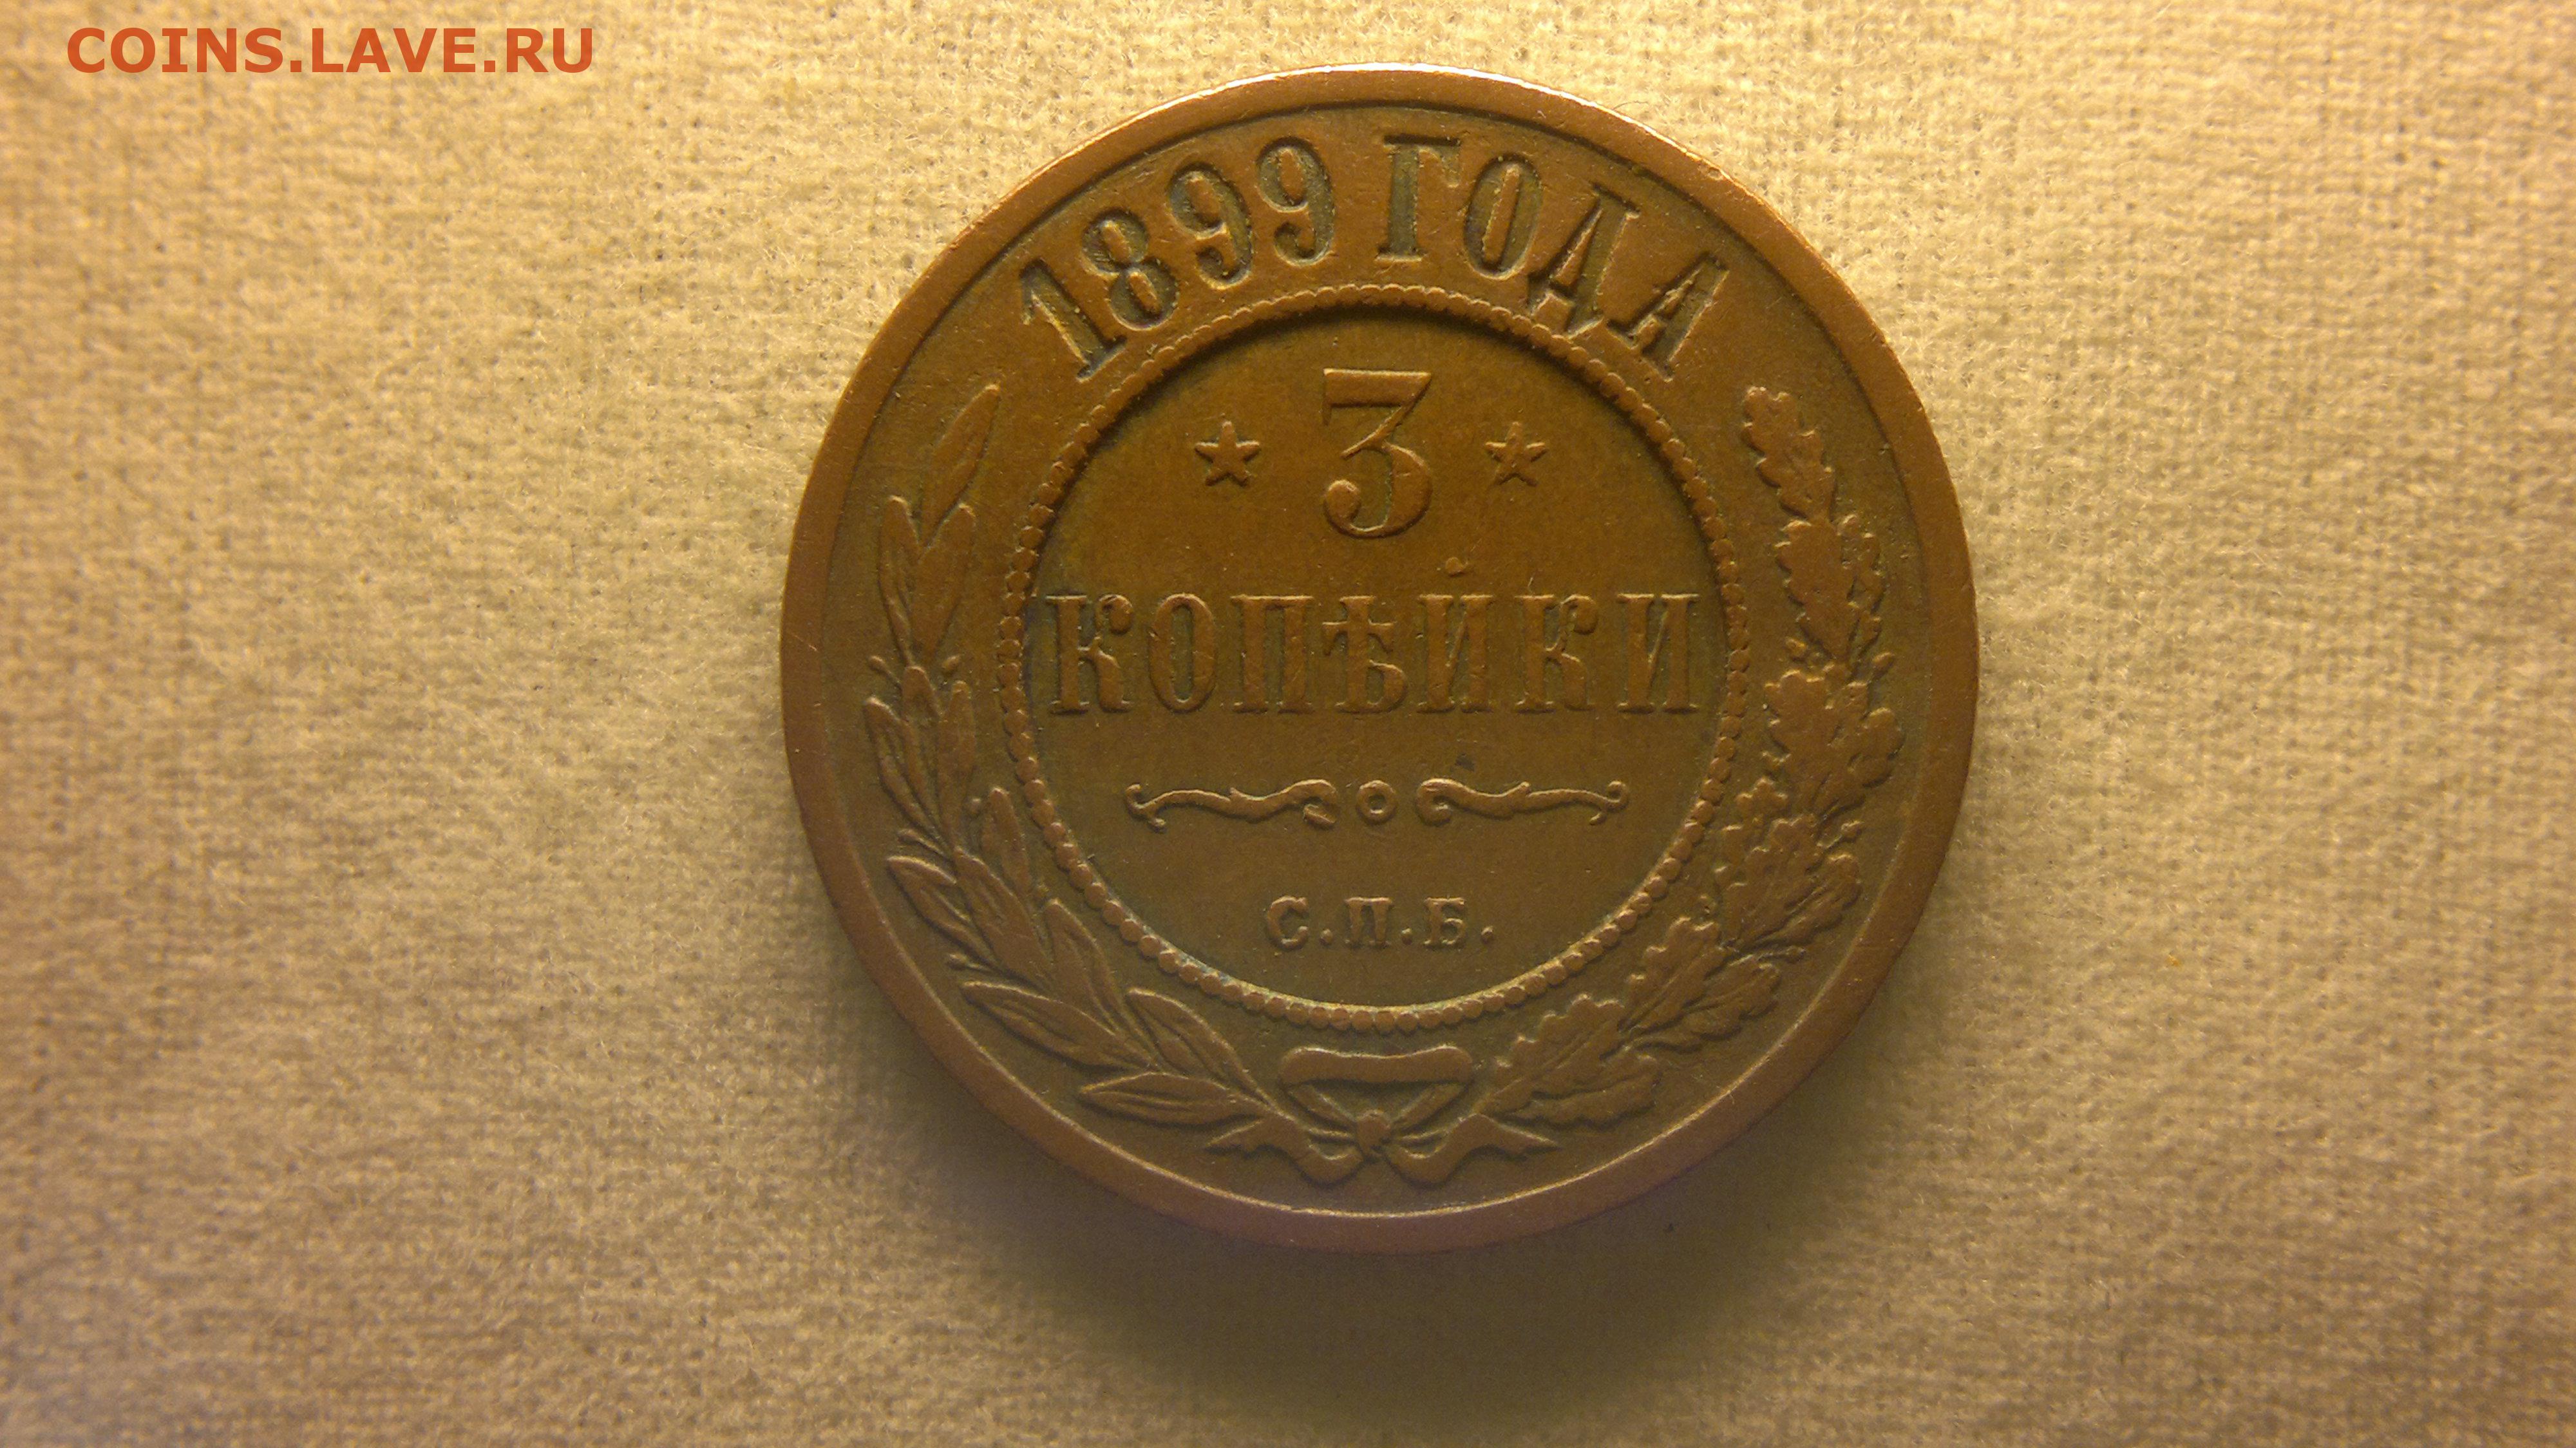 COINS.LAVE.RU
1899 ГОДА
3
КОПѢЙКИ
С.П.Б.